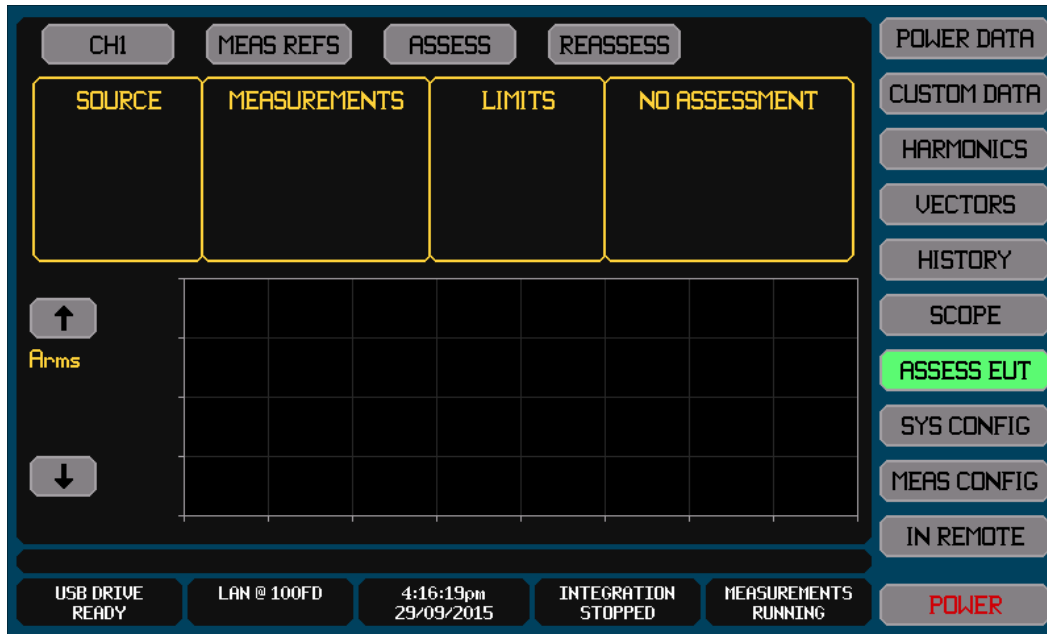 CH1
MEAS REFS
ASSESS
REASSESS
SOURCE
MEASUREMENTS
LIMITS
NO ASSESSMENT
Arms
POWER DATA
CUSTOM DATA
HARMONICS
VECTORS
HISTORY
SCOPE
ASSESS EUT
SYS CONFIG
MEAS CONFIG
IN REMOTE
POWER
USB DRIVE
READY
LAN @ 100FD
4:16:19pm
29/09/2015
INTEGRATION
STOPPED
MEASUREMENTS
RUNNING